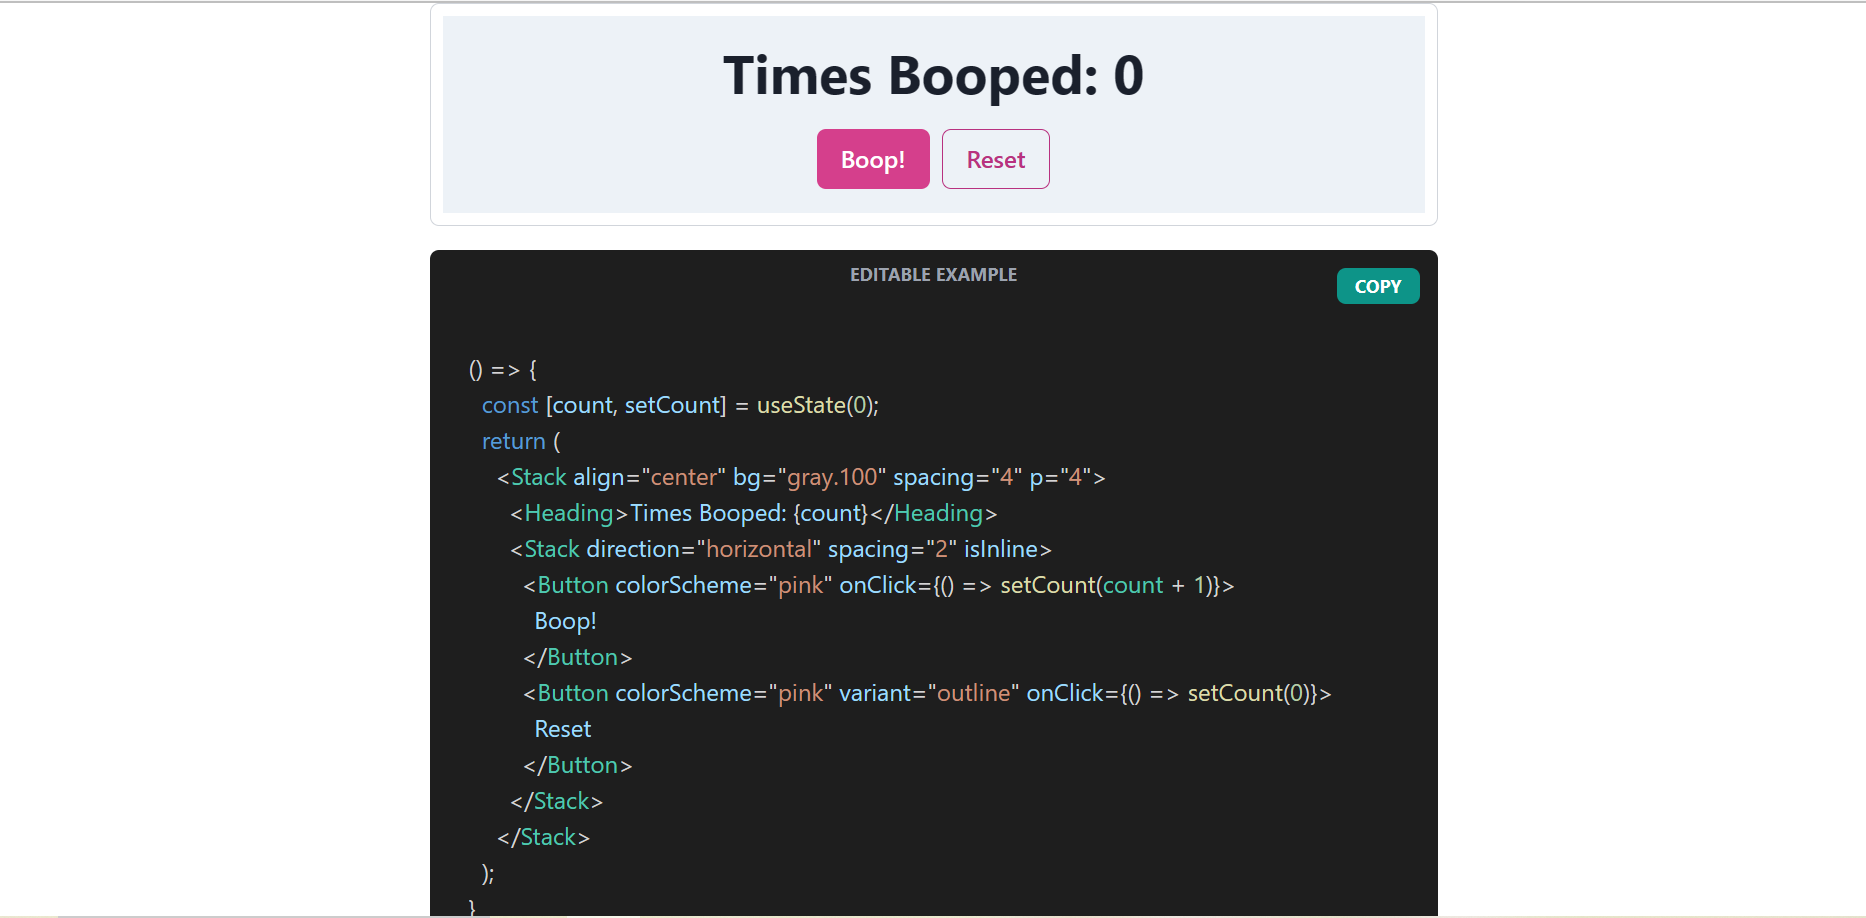 Times Booped: 0
Boop! Reset
EDITABLE EXAMPLE
COPY
() => {
const [count, setCount] = useState(0);
return (
<Stack align="center" bg="gray.100" spacing="4" p="4">
<Heading>Times Booped: {count}</Heading>
<Stack direction="horizontal" spacing="2" isInline>
<Button colorScheme="pink" onClick={() => setCount(count + 1)}>
Boop!
</Button>
<Button colorScheme="pink" variant="outline" onClick={() => setCount(0)}>
Reset
</Button>
</Stack>
</Stack>
);
}